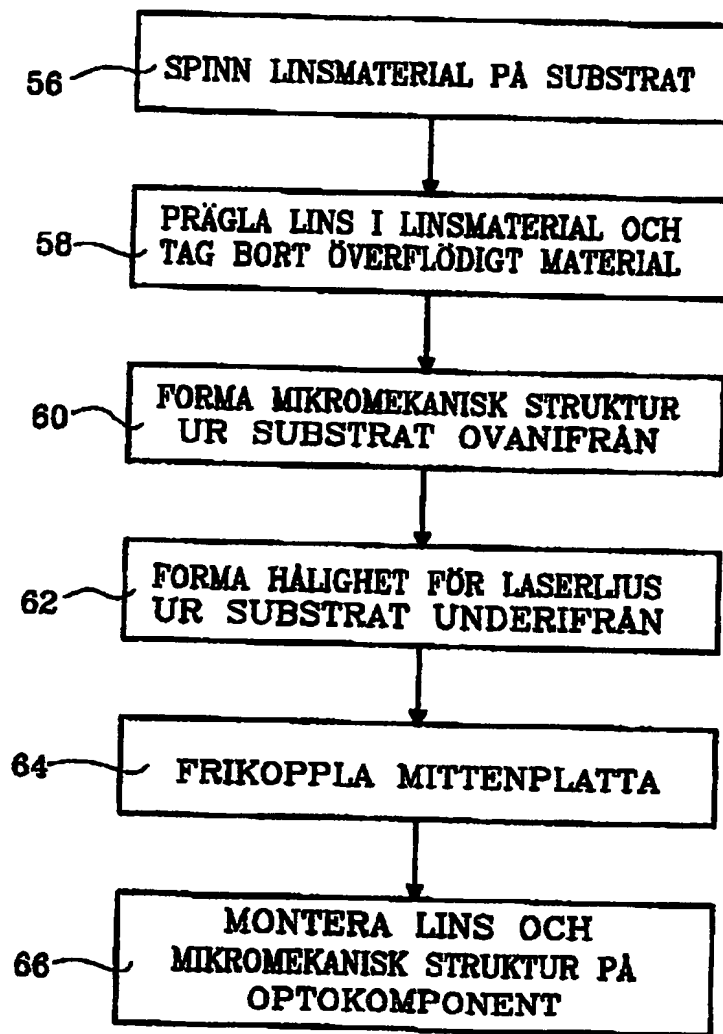 56
SPINN LINSMATERIAL PÅ SUBSTRAT
58
PRÄGLA LINS I LINSMATERIAL OCH
TAG BORT ÖVERFLÖDIGT MATERIAL
60
FORMA MIKROMEKANISK STRUKTUR
UR SUBSTRAT OVANIFRÅN
62
FORMA HÅLIGHET FÖR LASERLJUS
UR SUBSTRAT UNDERIFRÅN
64
FRIKOPPLA MITTENPLATTA
66
MONTERA LINS OCH
MIKROMEKANISK STRUKTUR PÅ
OPTOKOMPONENT